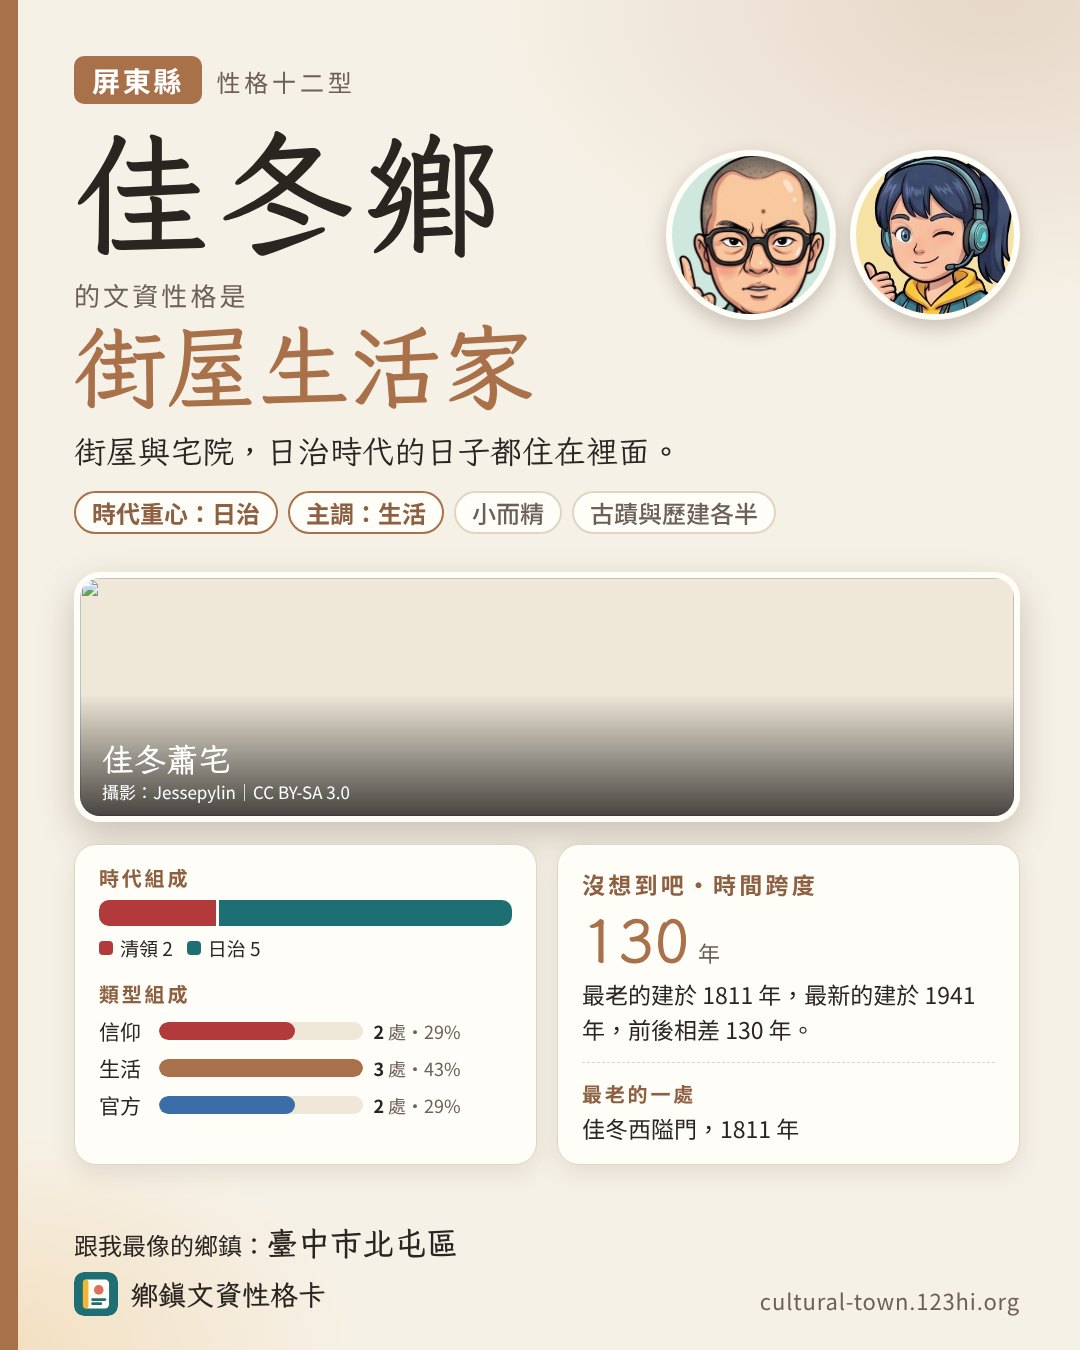 屏東縣 性格十二型
佳冬鄉
的文資性格是
街屋生活家
街屋與宅院，日治時代的日子都住在裡面。
時代重心：日治 主調：生活 小而精 古蹟與歷建各半
佳冬蕭宅
攝影：Jessepylin｜CC BY-SA 3.0
時代組成
清領 2 日治 5
類型組成
信仰 2 處・29%
生活 3 處・43%
官方 2 處・29%
沒想到吧・時間跨度
130 年
最老的建於 1811 年，最新的建於 1941
年，前後相差 130 年。
最老的一處
佳冬西隘門，1811 年
跟我最像的鄉鎮：臺中市北屯區
鄉鎮文資性格卡
cultural-town.123hi.org